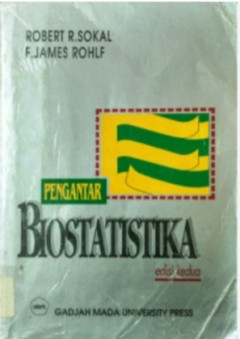 ROBERT R.SOKAL
F.JAMES ROHLF
PENGANTAR
BIOSTATISTIKA
edisi kedua
GADJAH MADA UNIVERSITY PRESS